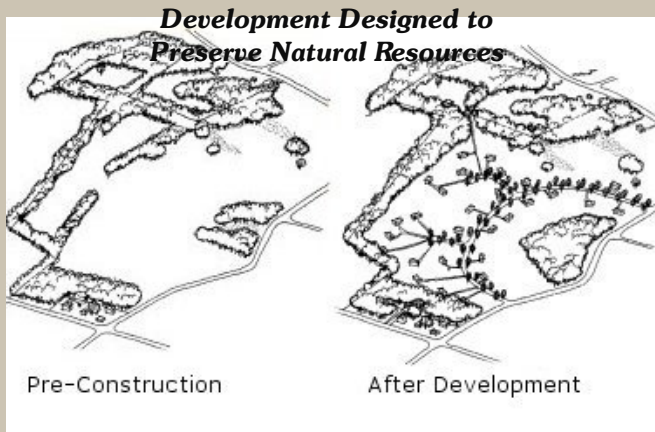 Development Designed to
Preserve Natural Resources
Pre-Construction
After Development